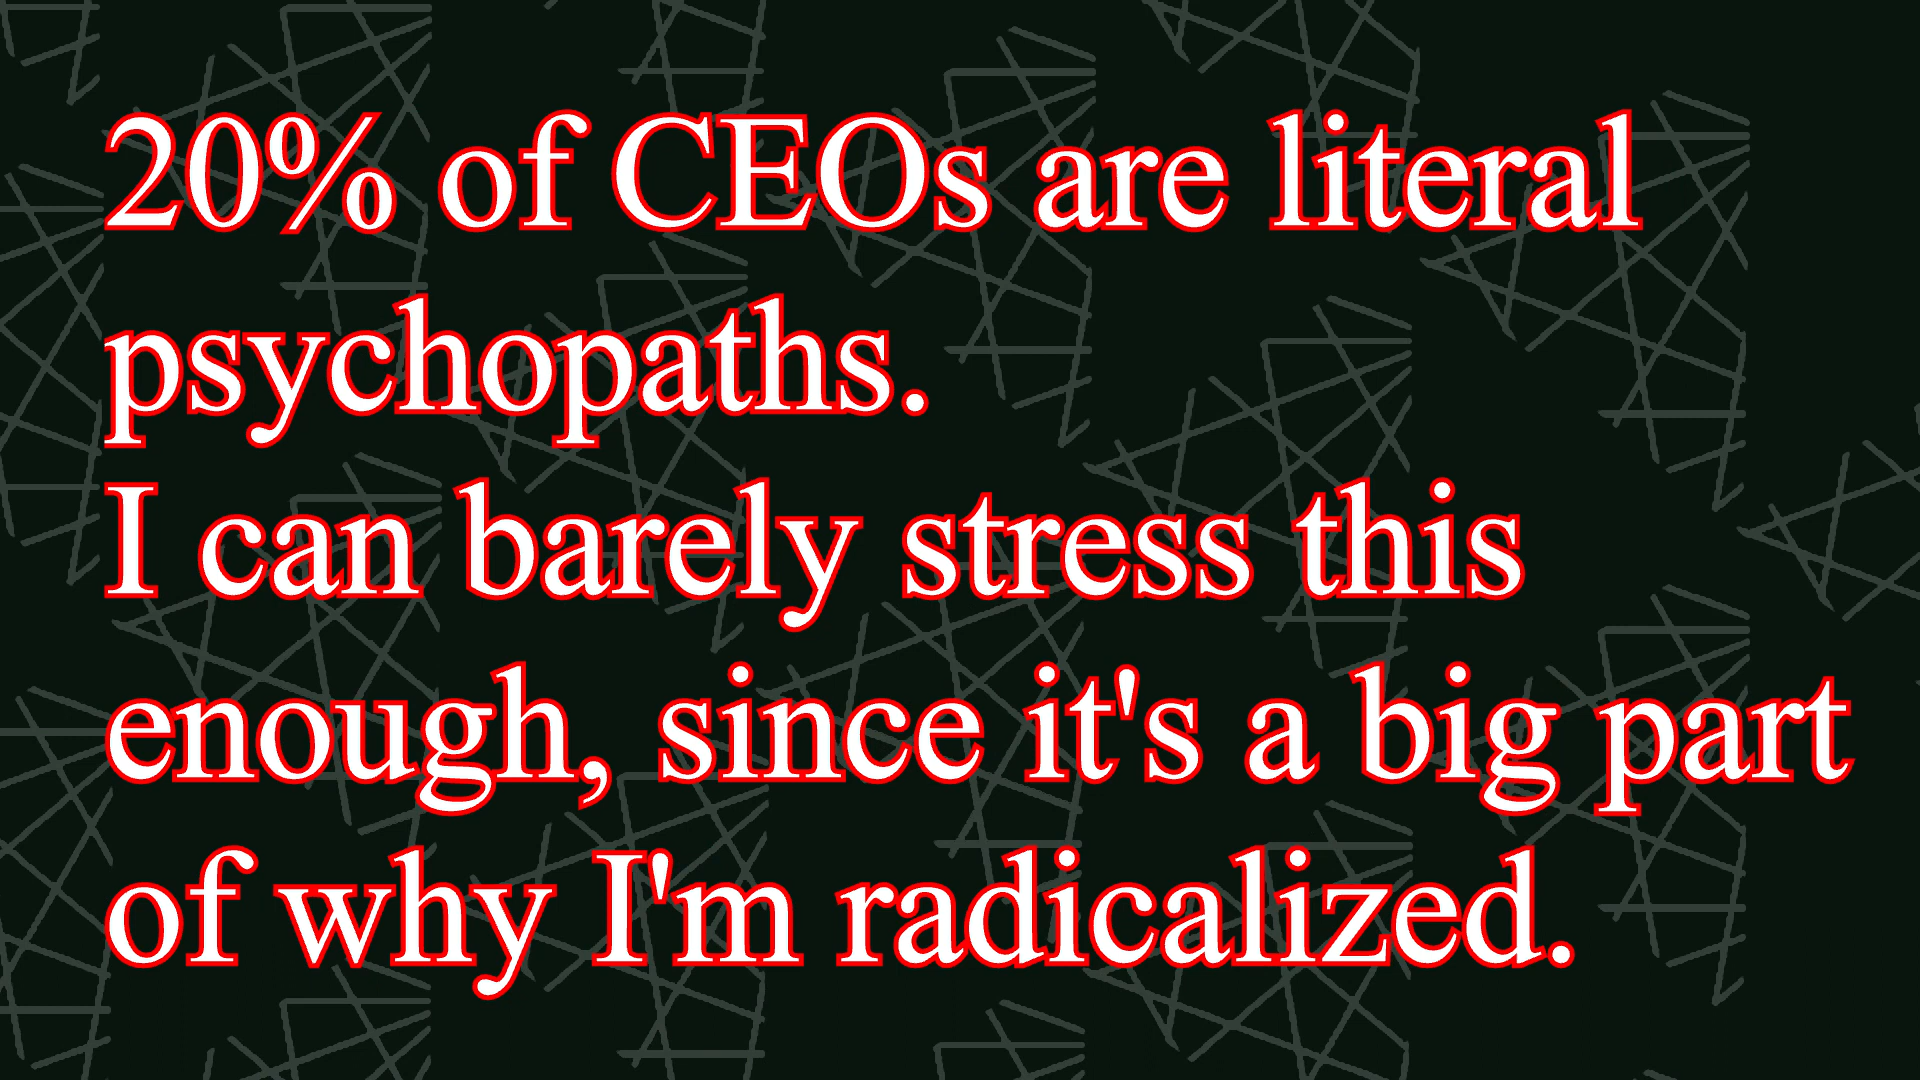 20% of CEOs are literal
psychopaths.
I can barely stress this
enough, since it's a big part
of why I'm radicalized.